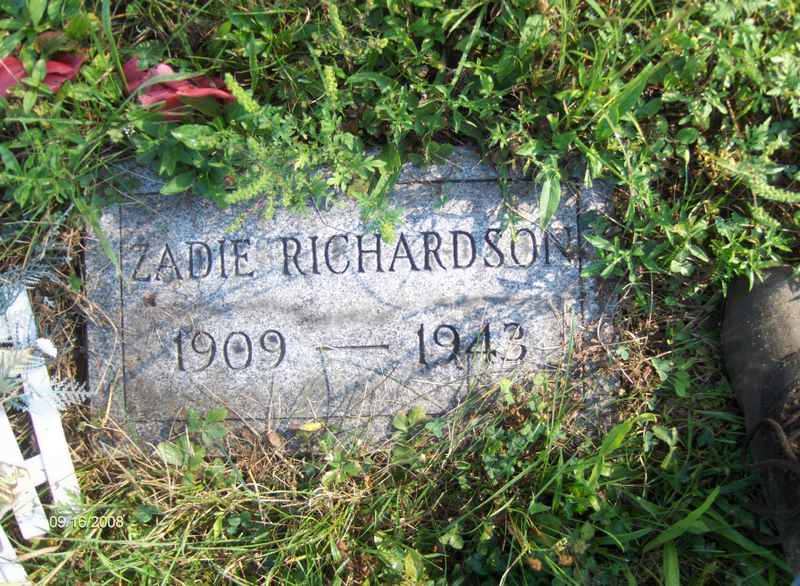 ZADIE RICHARDSON
1909 — 1943
09/16/2008